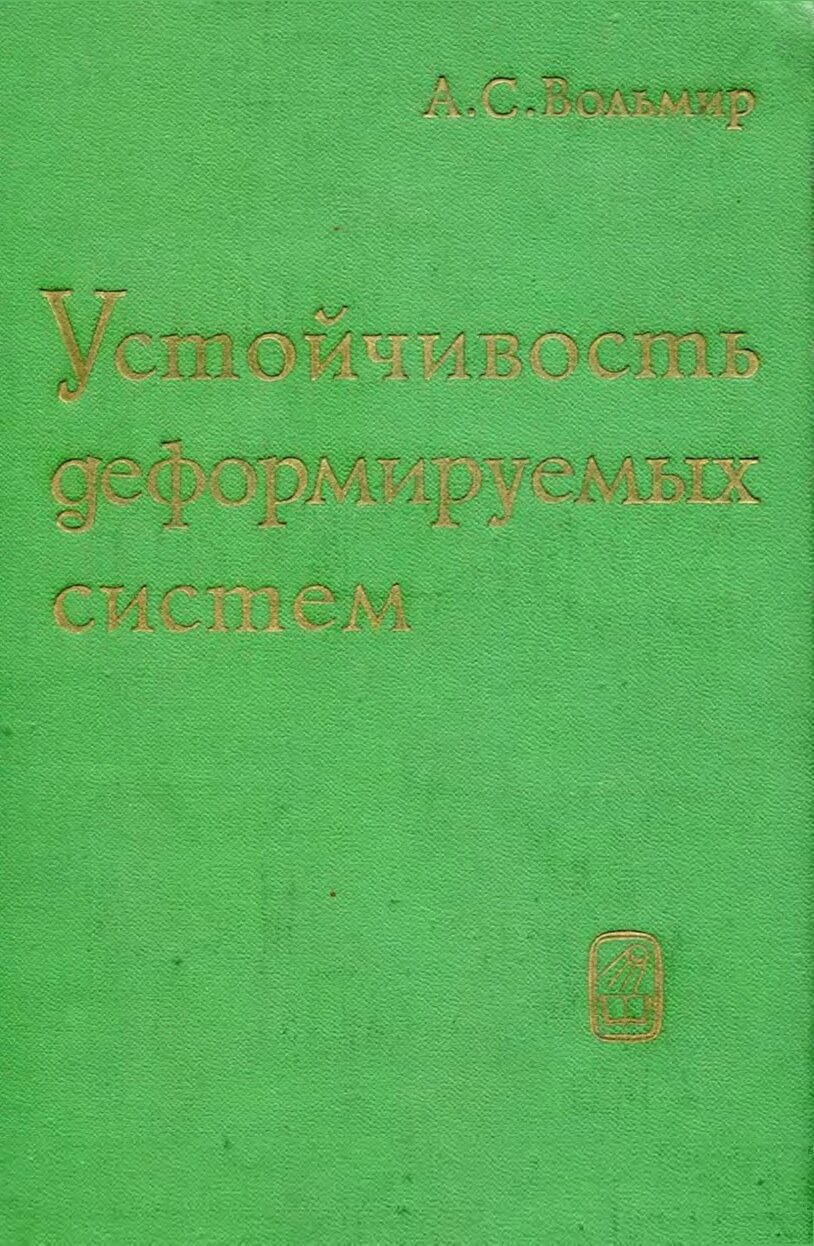 А.С.Вольмир
Устойчивость
деформируемых
систем